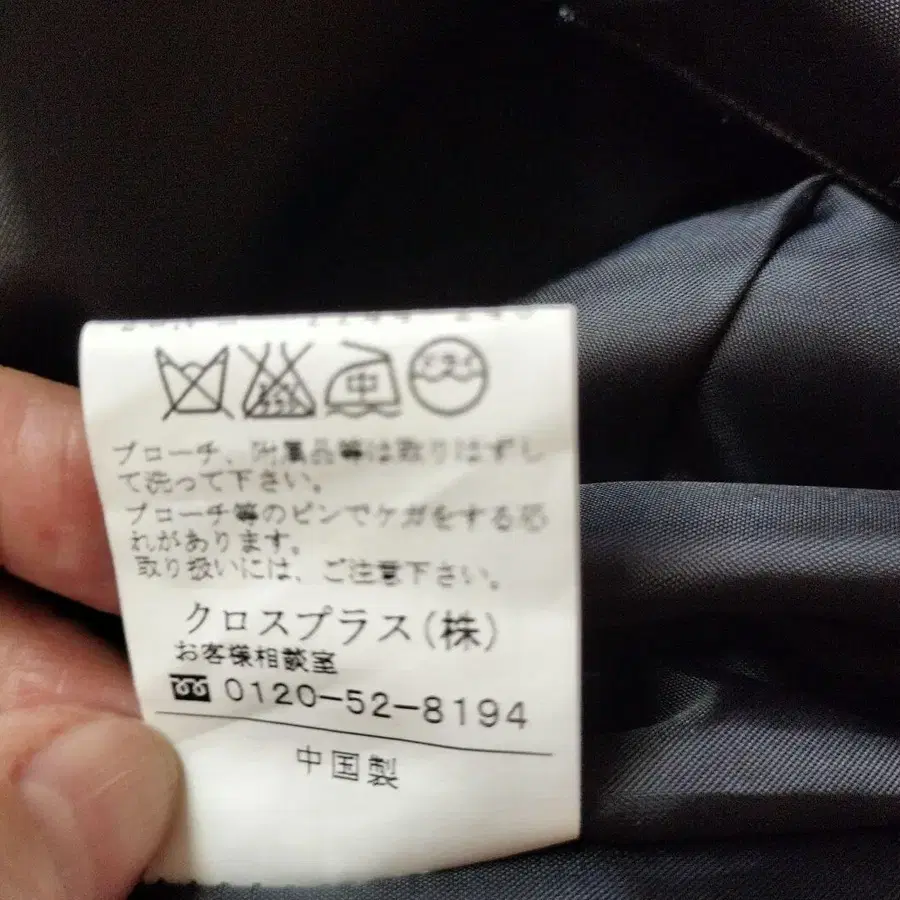 中
ドライ
ブローチ、附属品等は取りはずし
て洗って下さい。
ブローチ等のピンでケガをする恐
れがあります。
取り扱いには、ご注意下さい。
クロスプラス(株)
お客様相談室
0120-52-8194
中国製